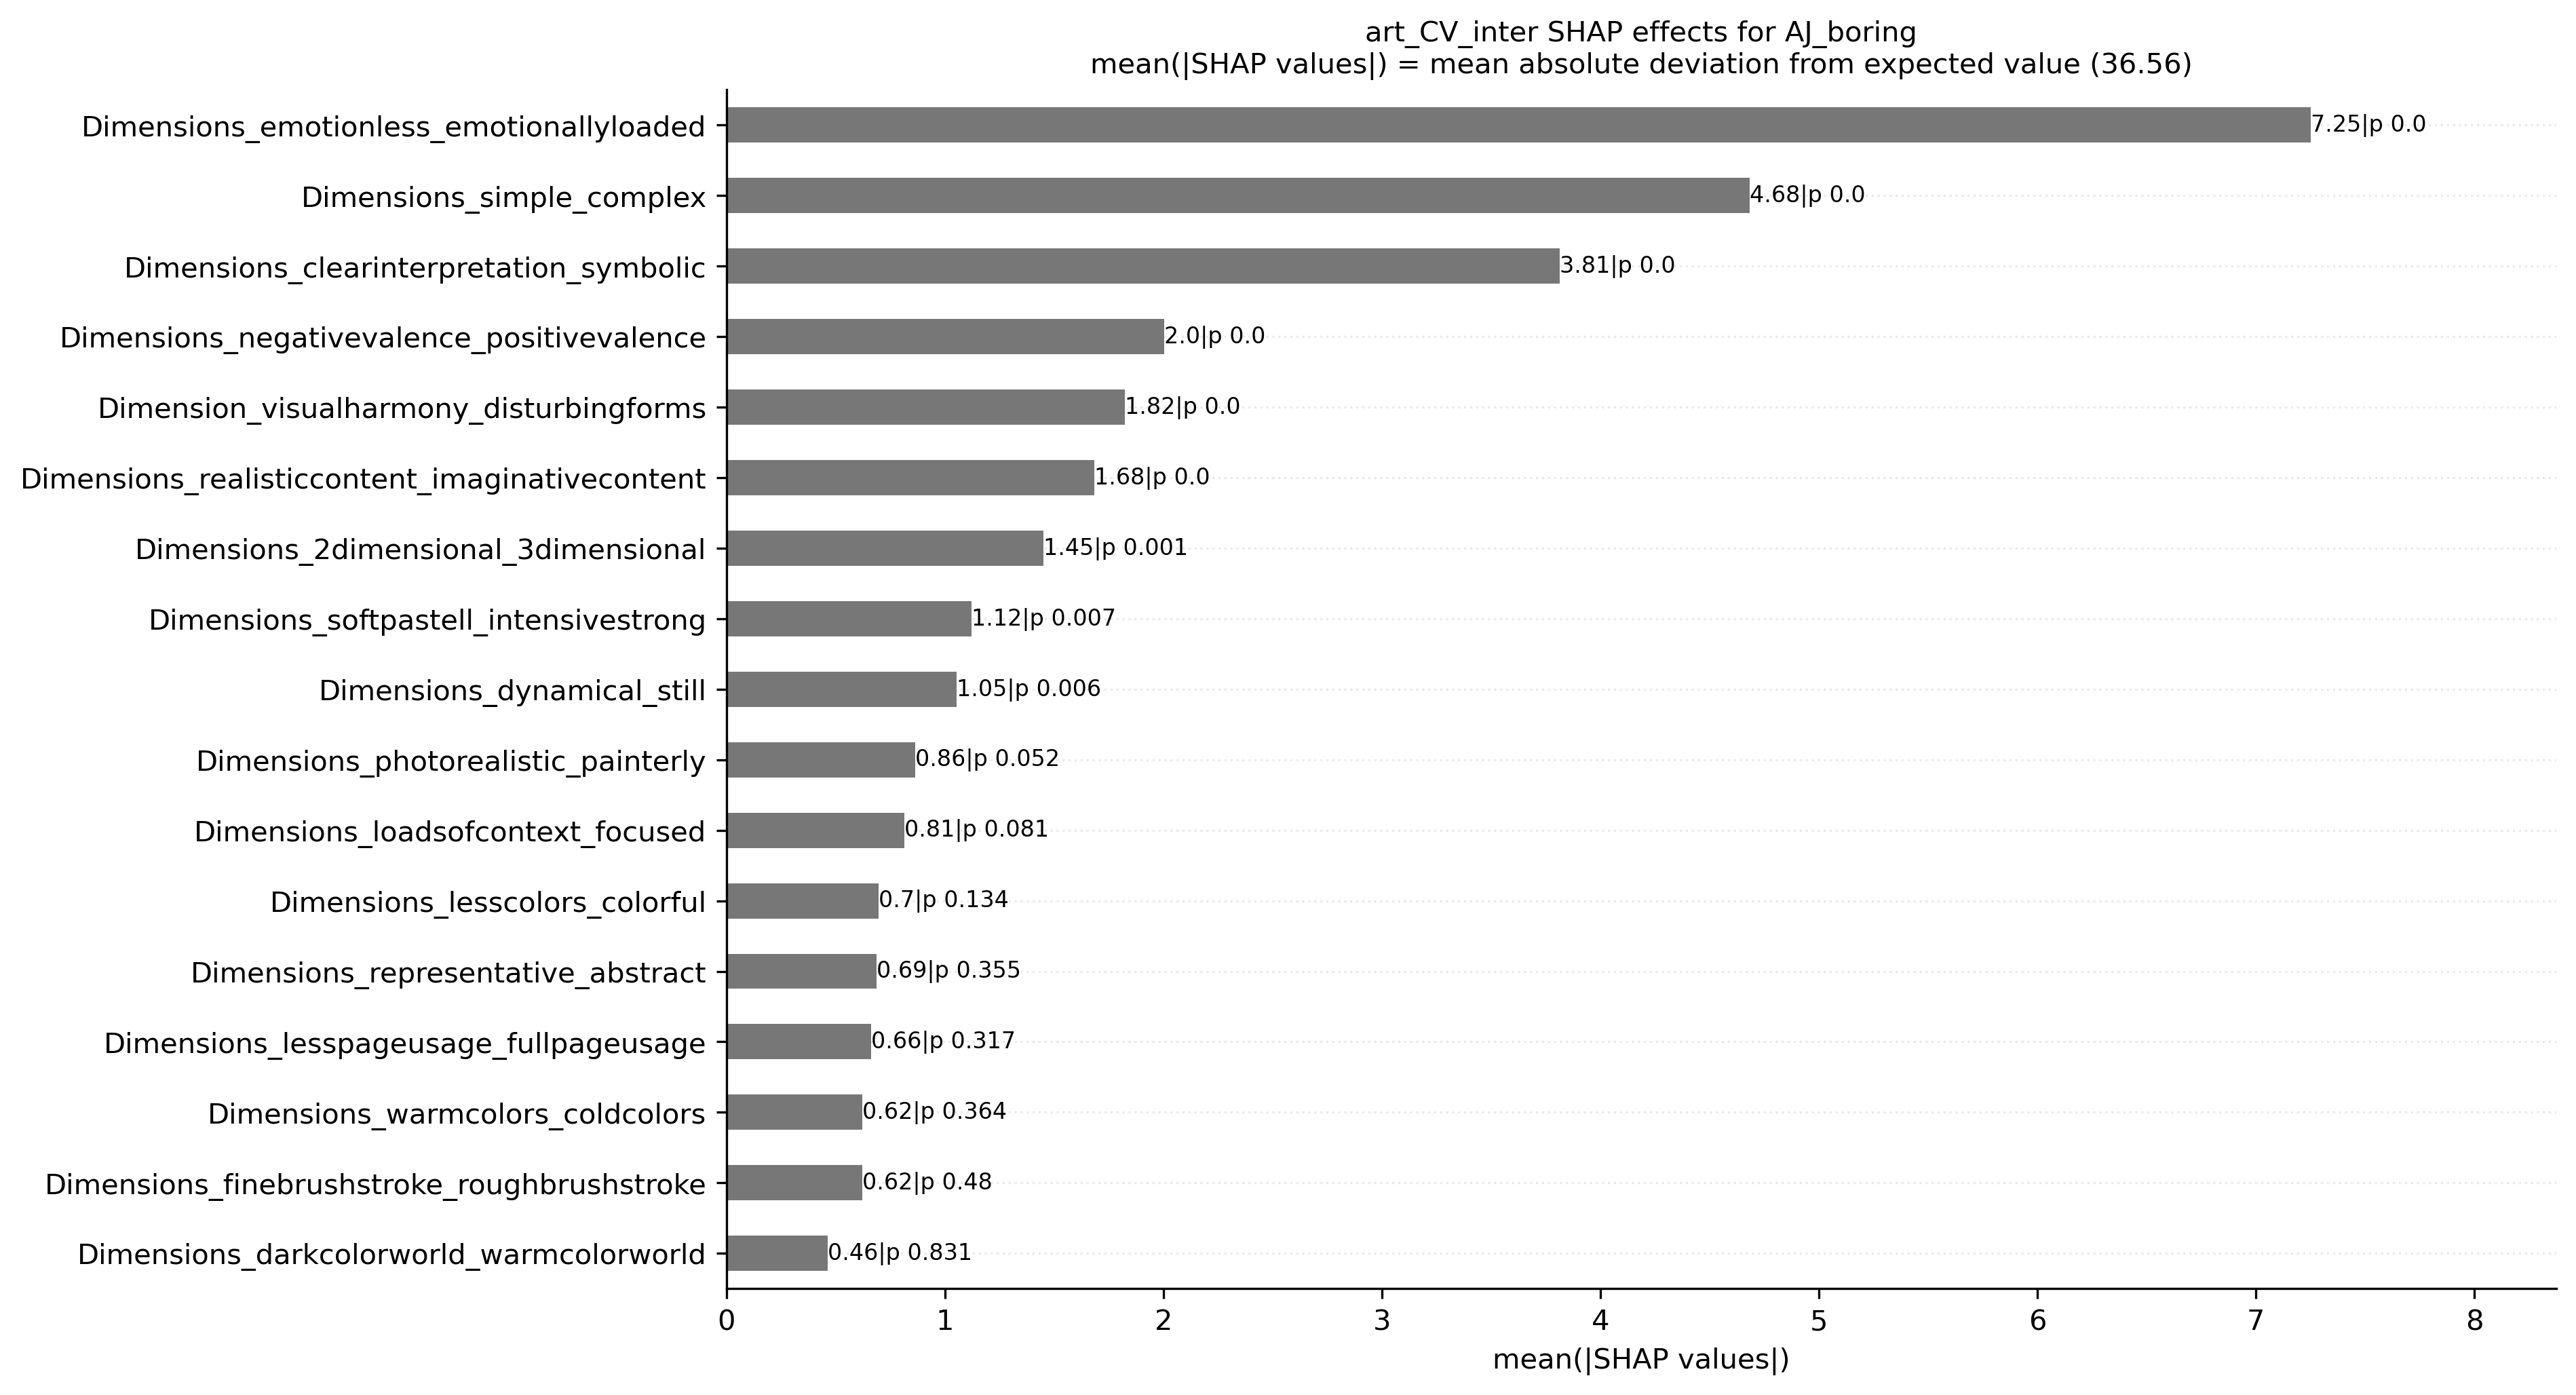 art_CV_inter SHAP effects for AJ_boring
mean(|SHAP values|) = mean absolute deviation from expected value (36.56)
Dimensions_emotionless_emotionallyloaded 7.25|p 0.0
Dimensions_simple_complex 4.68|p 0.0
Dimensions_clearinterpretation_symbolic 3.81|p 0.0
Dimensions_negativevalence_positivevalence 2.0|p 0.0
Dimension_visualharmony_disturbingforms 1.82|p 0.0
Dimensions_realisticcontent_imaginativecontent 1.68|p 0.0
Dimensions_2dimensional_3dimensional 1.45|p 0.001
Dimensions_softpastell_intensivestrong 1.12|p 0.007
Dimensions_dynamical_still 1.05|p 0.006
Dimensions_photorealistic_painterly 0.86|p 0.052
Dimensions_loadsofcontext_focused 0.81|p 0.081
Dimensions_lesscolors_colorful 0.7|p 0.134
Dimensions_representative_abstract 0.69|p 0.355
Dimensions_lesspageusage_fullpageusage 0.66|p 0.317
Dimensions_warmcolors_coldcolors 0.62|p 0.364
Dimensions_finebrushstroke_roughbrushstroke 0.62|p 0.48
Dimensions_darkcolorworld_warmcolorworld 0.46|p 0.831
0 1 2 3 4 5 6 7 8
mean(|SHAP values|)